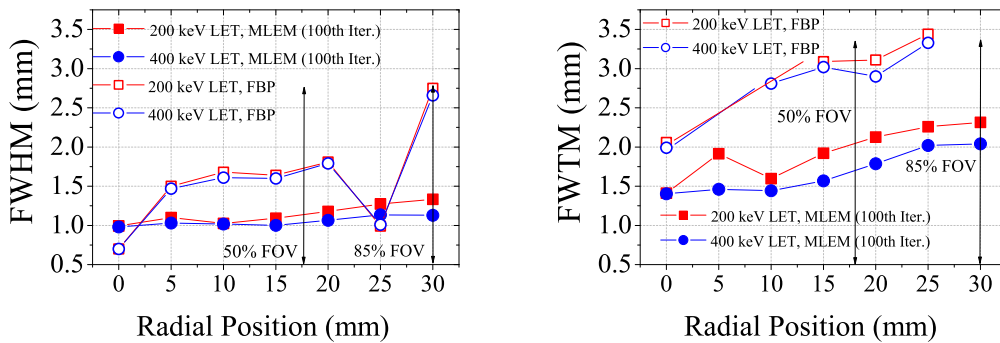 3.5
3.0
2.5
2.0
1.5
1.0
0.5
FWHM (mm)
200 keV LET, MLEM (100th Iter.)
400 keV LET, MLEM (100th Iter.)
200 keV LET, FBP
400 keV LET, FBP
50% FOV
85% FOV
0 5 10 15 20 25 30
Radial Position (mm)
3.5
3.0
2.5
2.0
1.5
1.0
0.5
FWTM (mm)
200 keV LET, FBP
400 keV LET, FBP
50% FOV
85% FOV
200 keV LET, MLEM (100th Iter.)
400 keV LET, MLEM (100th Iter.)
0 5 10 15 20 25 30
Radial Position (mm)